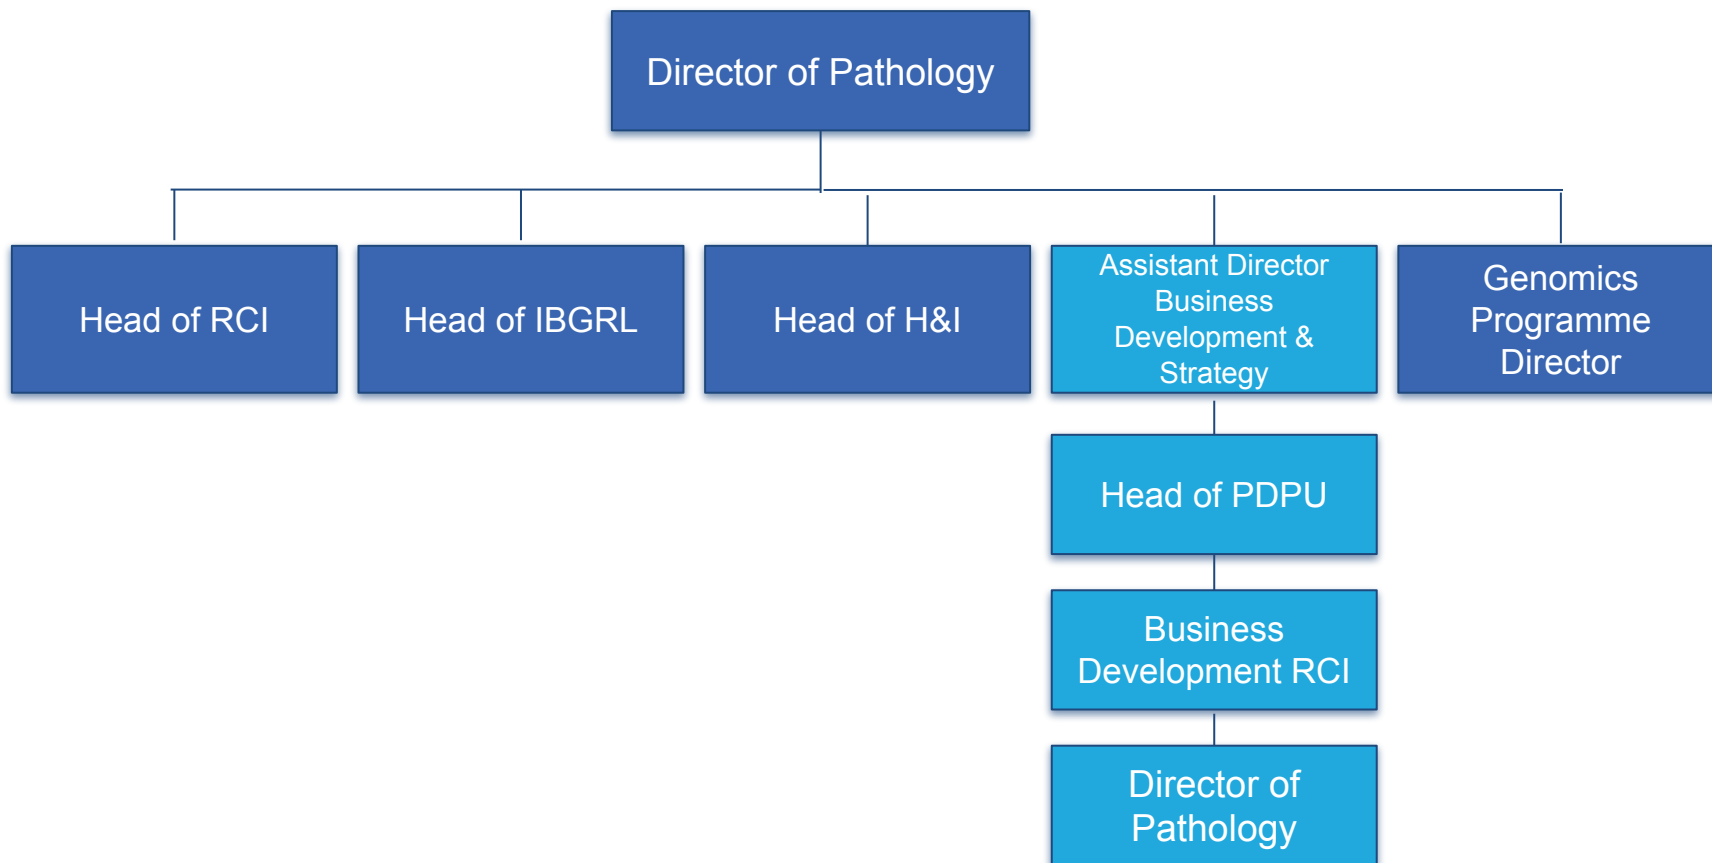 Director of Pathology
Head of RCI
Head of IBGRL
Head of H&I
Assistant Director
Business
Development &
Strategy
Genomics
Programme
Director
Head of PDPU
Business
Development RCI
Director of
Pathology